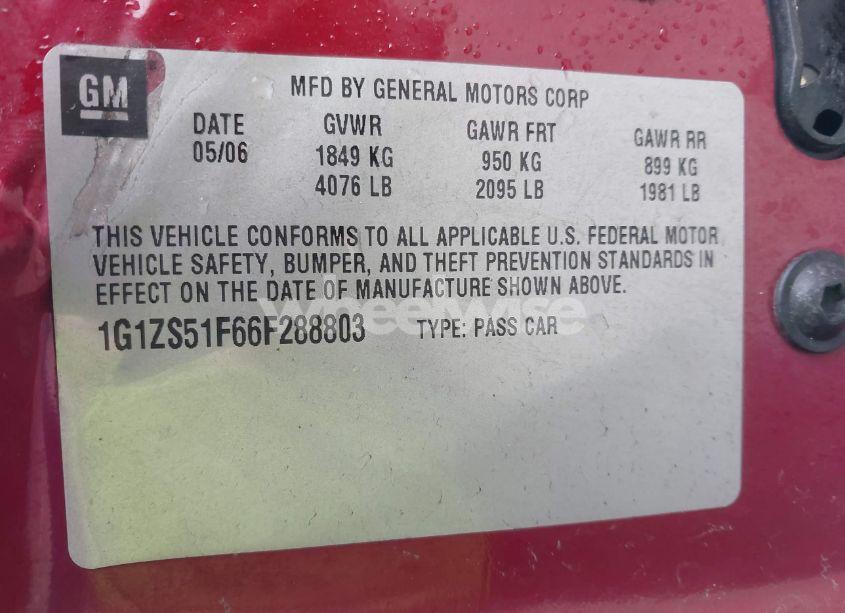 GM
MFD BY GENERAL MOTORS CORP
DATE GVWR GAWR FRT GAWR RR
05/06 1849 KG 950 KG 899 KG
4076 LB 2095 LB 1981 LB
THIS VEHICLE CONFORMS TO ALL APPLICABLE U.S. FEDERAL MOTOR
VEHICLE SAFETY, BUMPER, AND THEFT PREVENTION STANDARDS IN
EFFECT ON THE DATE OF MANUFACTURE SHOWN ABOVE.
1G1ZS51F66F288803 TYPE: PASS CAR
Wheelwise